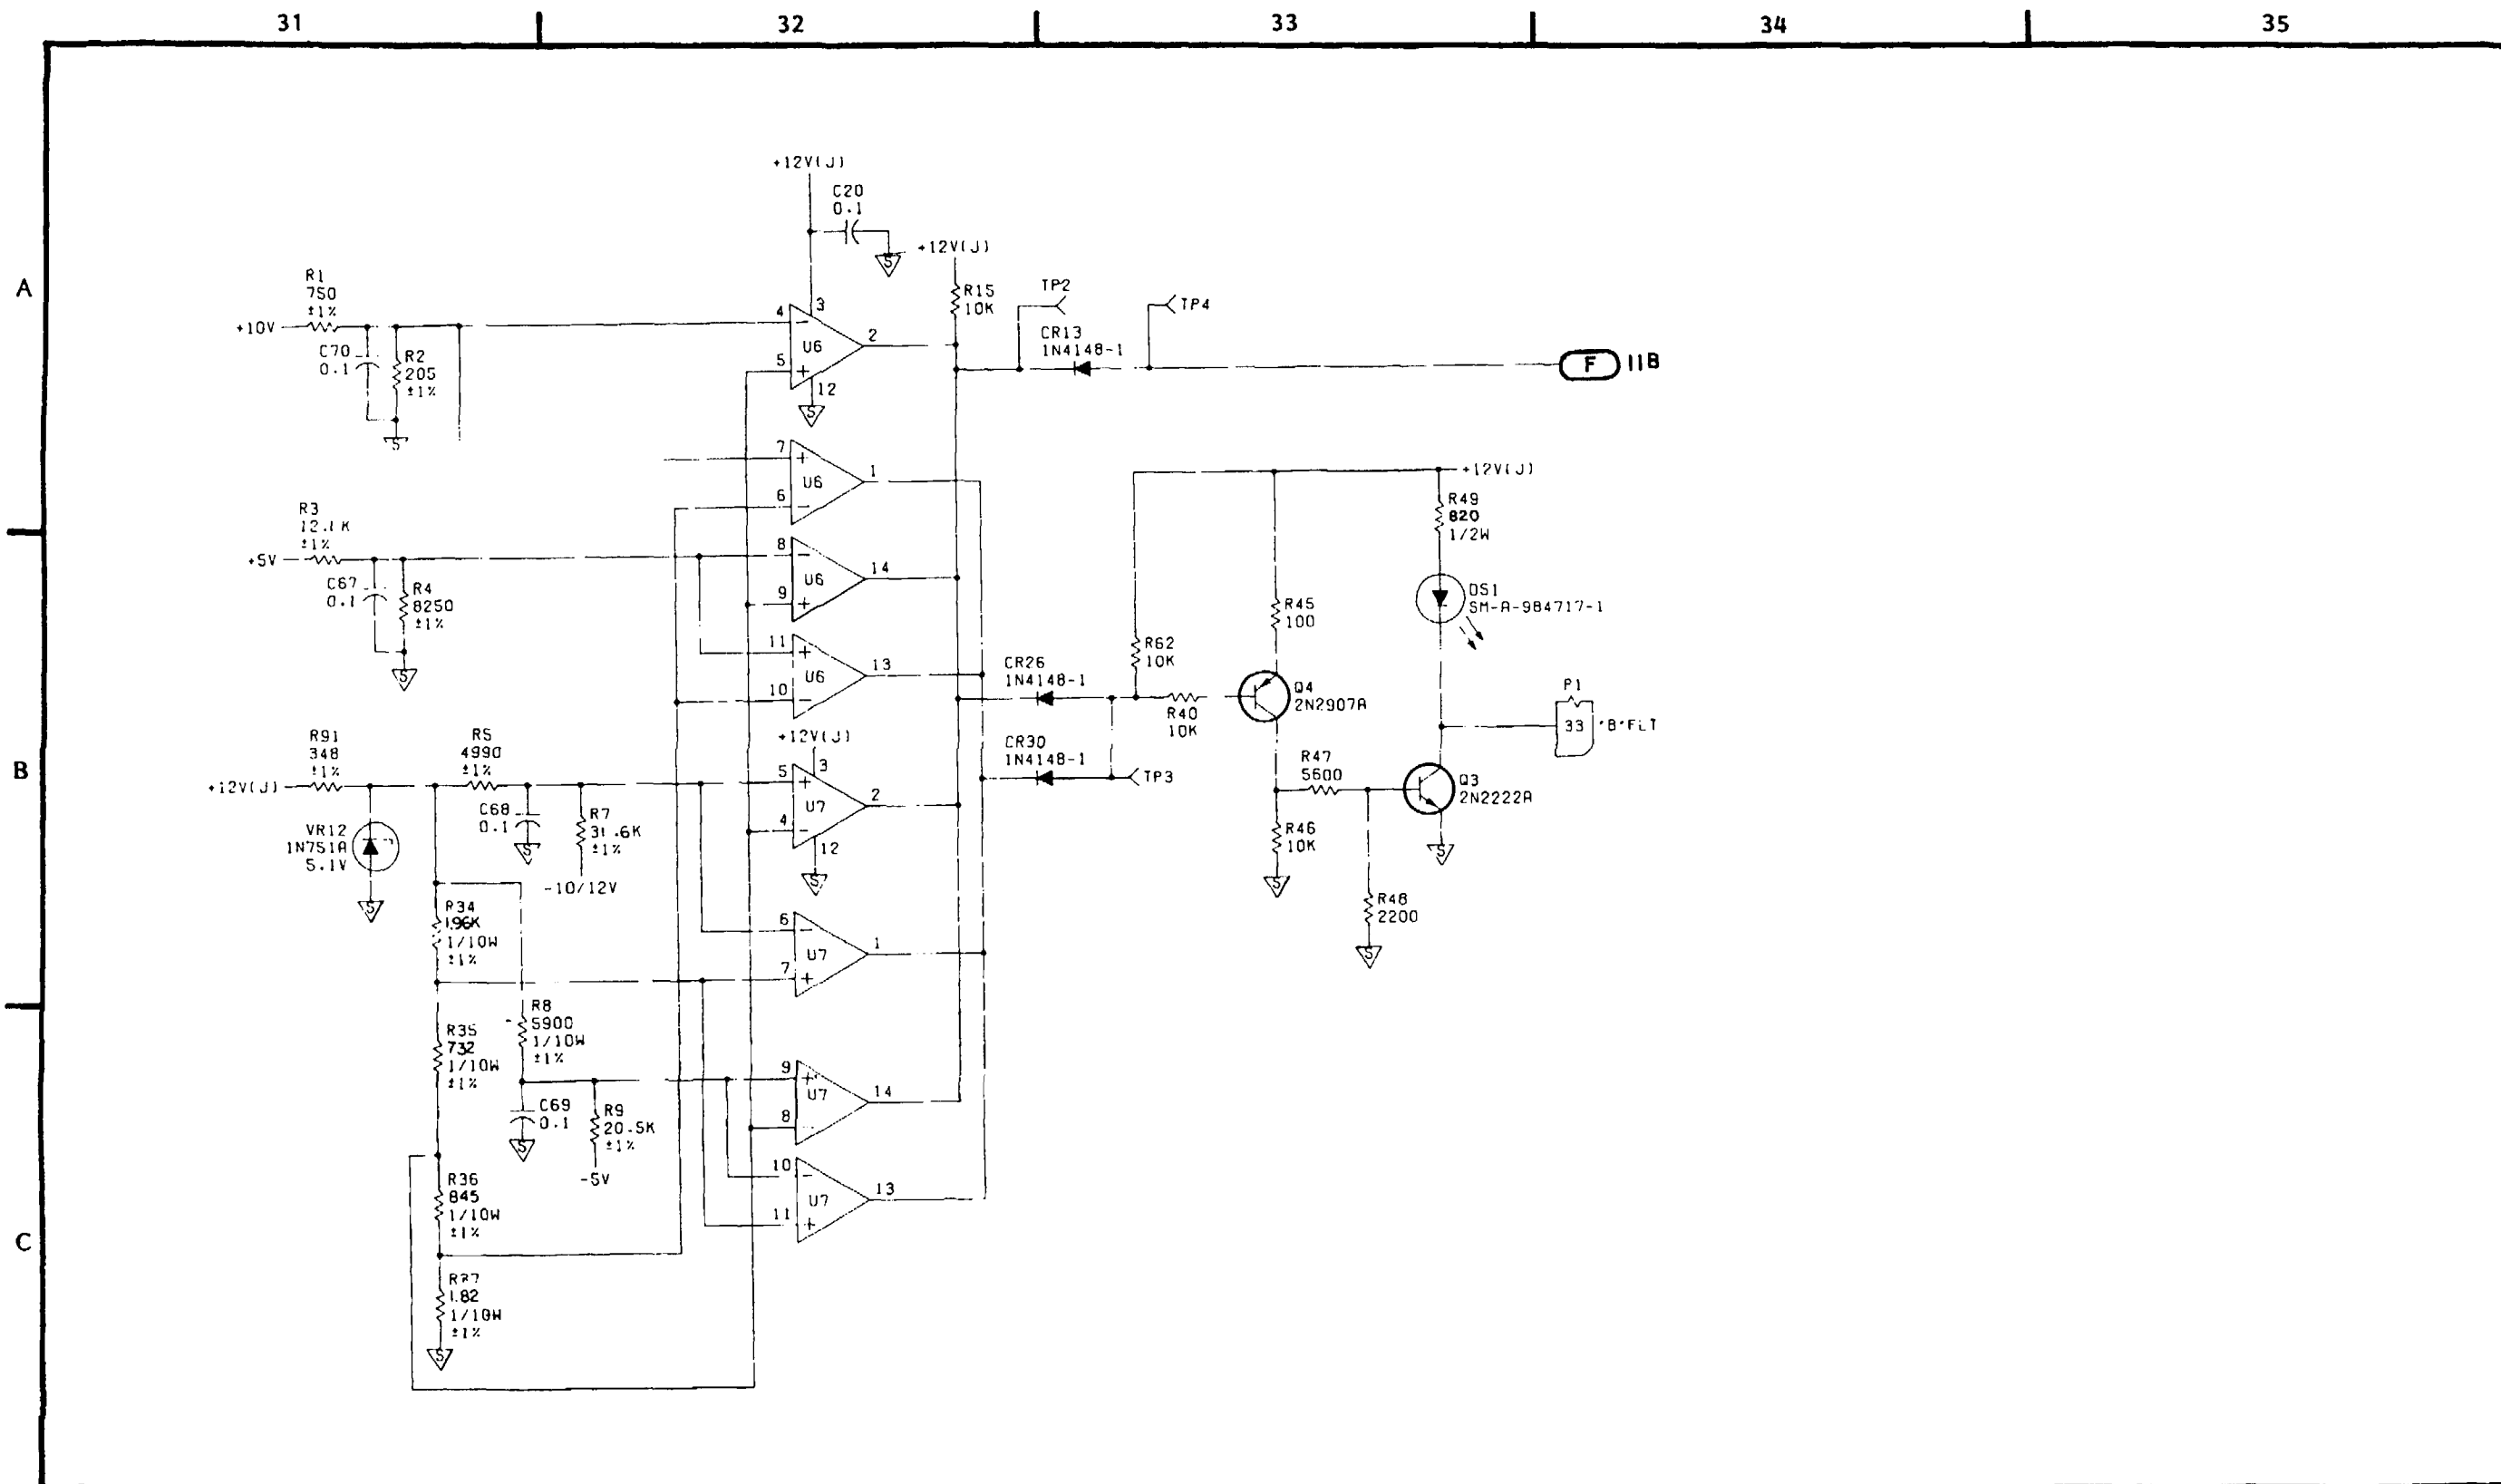 31 32 33 34 35
A
B
C
+12V(J)
C20
0.1
S
+12V(J)
R15
10K
TP2
TP4
CR13
1N4148-1
F 11B
R1
750
±1%
+10V
C70
0.1
R2
205
±1%
S
4 - 3
U6 2
5 + 12
S
7 +
U6 1
6 -
R3
±1%
+5V
C67
0.1
R4
8250
±1%
S
8 -
U6 14
9 +
11 +
U6 13
10 -
CR26
1N4148-1
CR30
1N4148-1
TP3
R62
10K
R40
10K
R45
100
Q4
2N2907A
+12V(J)
R49
820
1/2W
DS1
SM-A-984717-1
P1
33 "B"FLT
R47
5600
Q3
2N2222A
S
R46
10K
S
R48
2200
S
R91
348
±1%
+12V(J)
VR12
1N751A
5.1V
S
R5
4990
±1%
C68
0.1
S
R7
31.6K
±1%
-10/12V
+12V(J)
5 + 3
U7 2
4 - 12
S
6 -
U7 1
7 +
R34
1.96K
1/10W
±1%
R35
732
1/10W
±1%
R8
5900
1/10W
±1%
C69
0.1
S
R9
20.5K
±1%
-5V
9 +
U7 14
8 -
10 -
U7 13
11 +
R36
845
1/10W
±1%
R37
1.82
1/10W
±1%
S